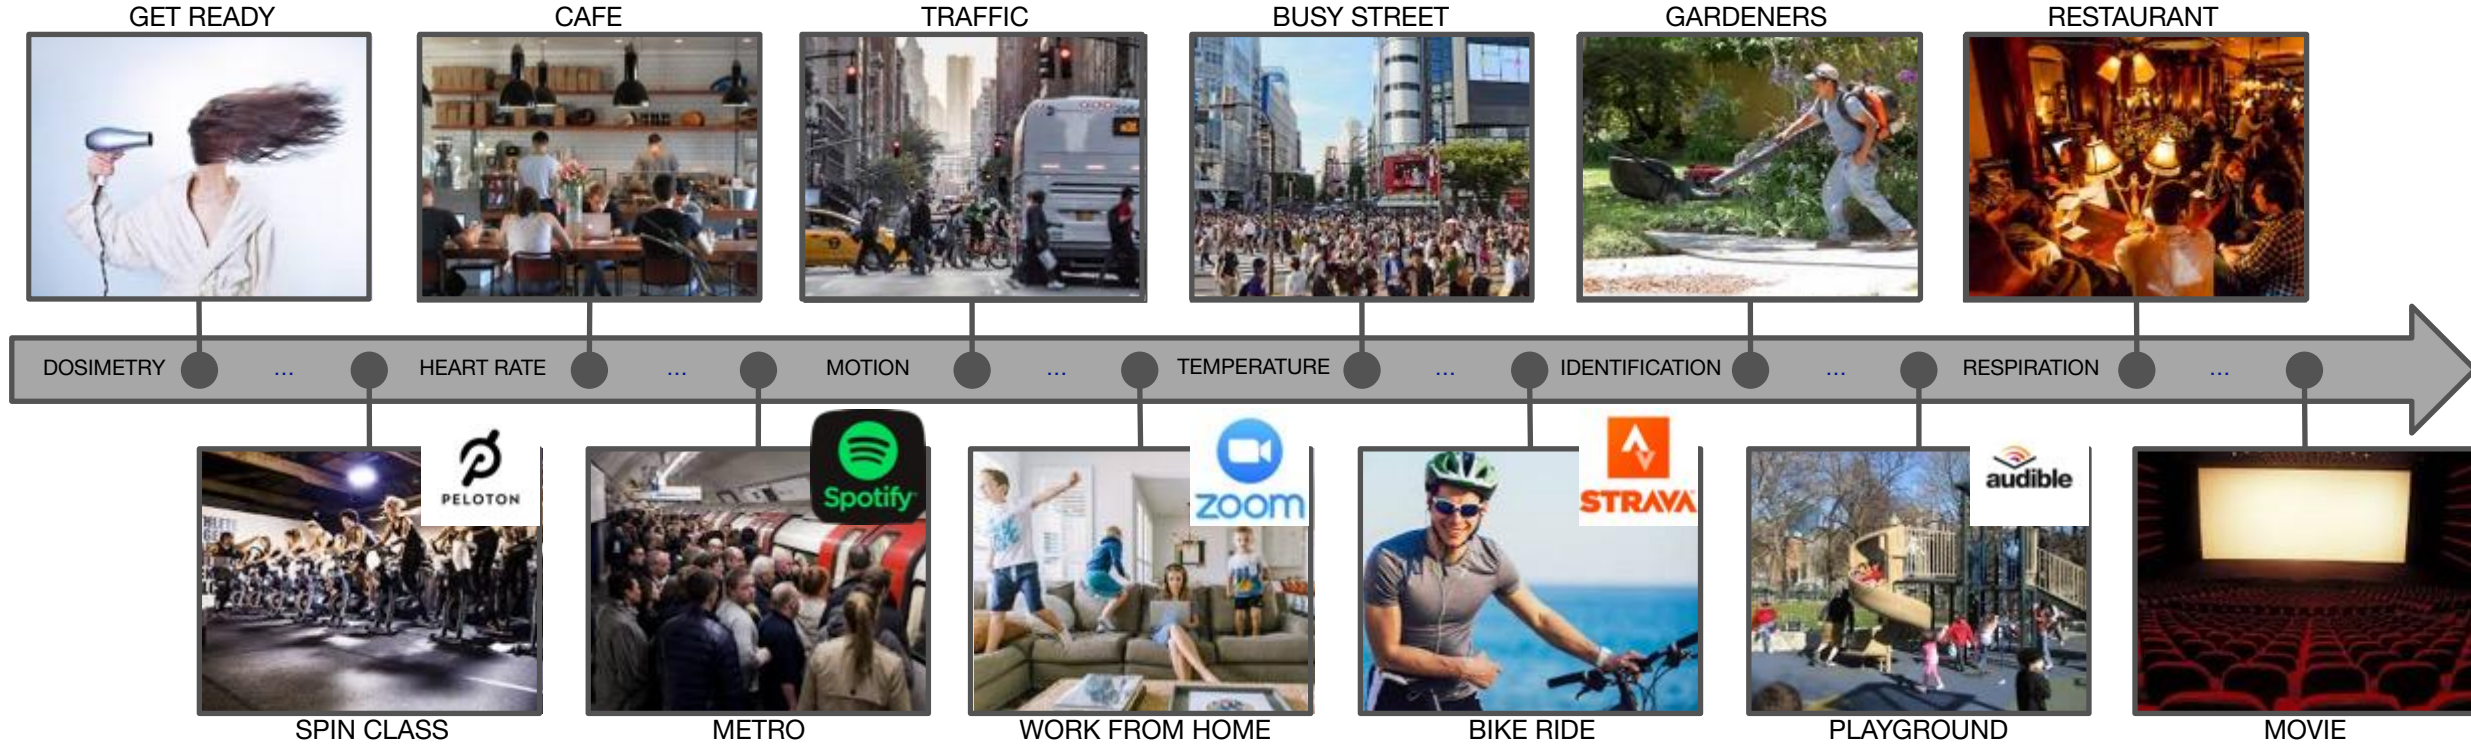 GET READY
CAFE
TRAFFIC
BUSY STREET
GARDENERS
RESTAURANT
DOSIMETRY
...
HEART RATE
...
MOTION
...
TEMPERATURE
...
IDENTIFICATION
...
RESPIRATION
...
PELOTON
Spotify
zoom
STRAVA
audible
SPIN CLASS
METRO
WORK FROM HOME
BIKE RIDE
PLAYGROUND
MOVIE